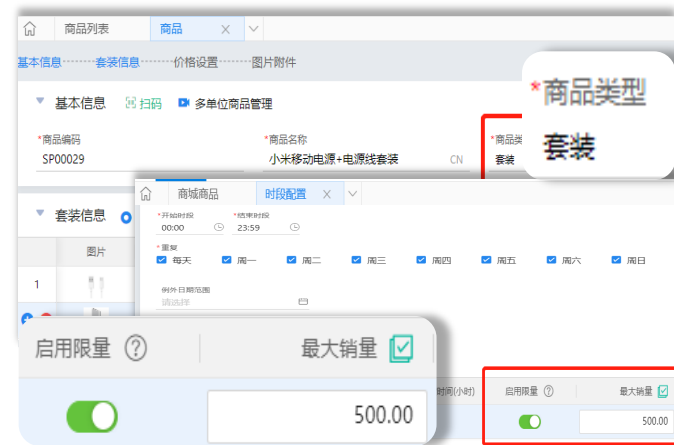 商品列表 商品
基本信息 套装信息 价格设置 图片附件
基本信息 扫码 多单位商品管理
*商品编码 *商品名称 *商品类
SP00029 小米移动电源+电源线套装 CN 套装
*商品类型
套装
套装信息
图片
1
商城商品 时段配置
*开始时段 *结束时段
00:00 23:59
*重复
每天 周一 周二 周三 周四 周五 周六 周日
例外日期范围
请选择
启用限量 最大销量
500.00
时间(小时) 启用限量 最大销量
500.00